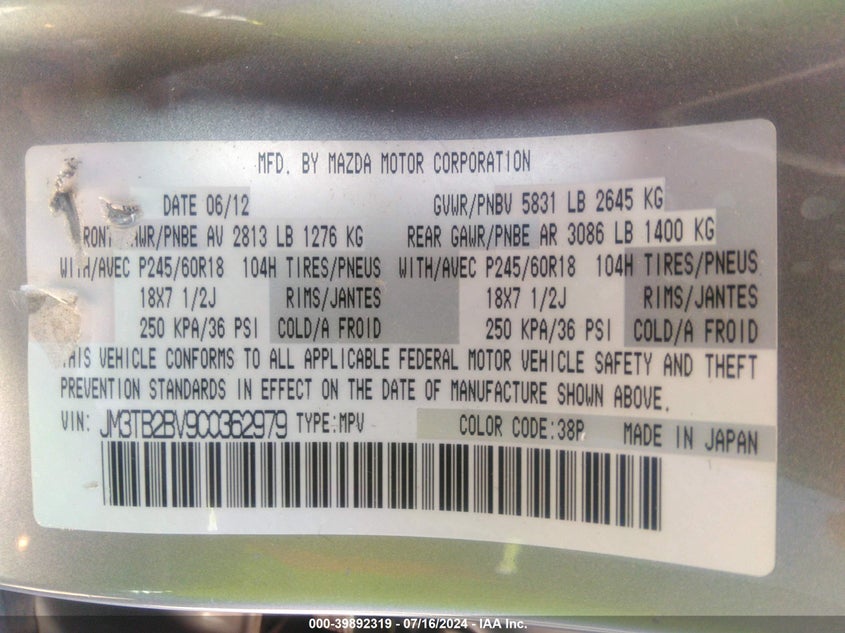 MFD. BY MAZDA MOTOR CORPORATION
DATE 06/12 GVWR/PNBV 5831 LB 2645 KG
RONT AWR/PNBE AV 2813 LB 1276 KG REAR GAWR/PNBE AR 3086 LB 1400 KG
WITH/AVEC P245/60R18 104H TIRES/PNEUS WITH/AVEC P245/60R18 104H TIRES/PNEUS
18X7 1/2J RIMS/JANTES 18X7 1/2J RIMS/JANTES
250 KPA/36 PSI COLD/A FROID 250 KPA/36 PSI COLD/A FROID
THIS VEHICLE CONFORMS TO ALL APPLICABLE FEDERAL MOTOR VEHICLE SAFETY AND THEFT
PREVENTION STANDARDS IN EFFECT ON THE DATE OF MANUFACTURE SHOWN ABOVE.
VIN: JM3TB2BV9C0362979 TYPE:MPV COLOR CODE:38P MADE IN JAPAN
000-39892319 - 07/16/2024 - IAA Inc.